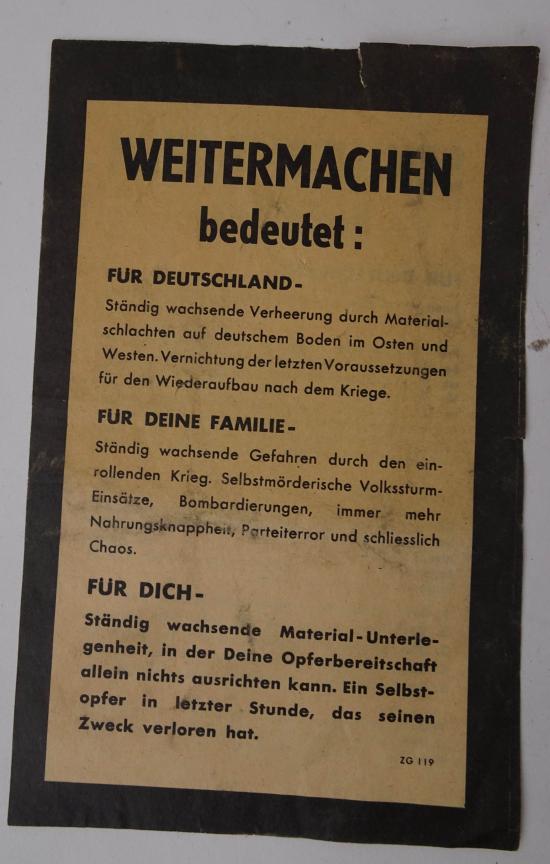 WEITERMACHEN
bedeutet :
FÜR DEUTSCHLAND-
Ständig wachsende Verheerung durch Material-
schlachten auf deutschem Boden im Osten und
Westen. Vernichtung der letzten Voraussetzungen
für den Wiederaufbau nach dem Kriege.
FÜR DEINE FAMILIE-
Ständig wachsende Gefahren durch den ein-
rollenden Krieg. Selbstmörderische Volkssturm-
Einsätze, Bombardierungen, immer mehr
Nahrungsknappheit, Parteiterror und schliesslich
Chaos.
FÜR DICH-
Ständig wachsende Material-Unterle-
genheit, in der Deine Opferbereitschaft
allein nichts ausrichten kann. Ein Selbst-
opfer in letzter Stunde, das seinen
Zweck verloren hat.
ZG 119